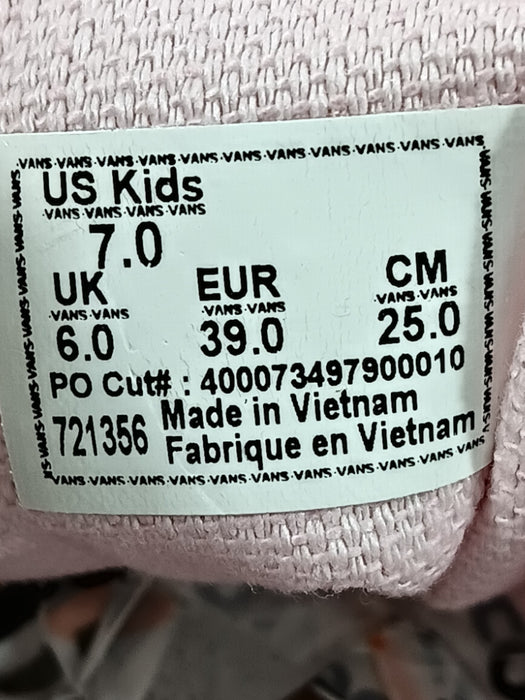 VANS·VANS·VANS·VANS·VANS·VANS·VANS·VANS·VANS·VANS·VANS
US Kids
·VANS·VANS·VANS·VANS
7.0
UK EUR CM
·VANS·VANS ·VANS·VANS ·VANS·VANS
6.0 39.0 25.0
PO Cut# : 400073497900010
721356 Made in Vietnam
Fabrique en Vietnam
VANS·VANS·VANS·VANS·VANS·VANS·VANS·VANS·VANS·VANS·VANS